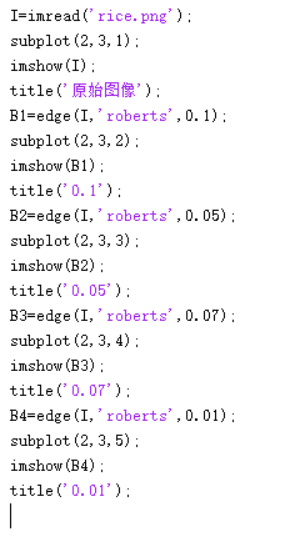 I=imread('rice.png');
subplot(2,3,1);
imshow(I);
title('原始图像');
B1=edge(I,'roberts',0.1);
subplot(2,3,2);
imshow(B1);
title('0.1');
B2=edge(I,'roberts',0.05);
subplot(2,3,3);
imshow(B2);
title('0.05');
B3=edge(I,'roberts',0.07);
subplot(2,3,4);
imshow(B3);
title('0.07');
B4=edge(I,'roberts',0.01);
subplot(2,3,5);
imshow(B4);
title('0.01');